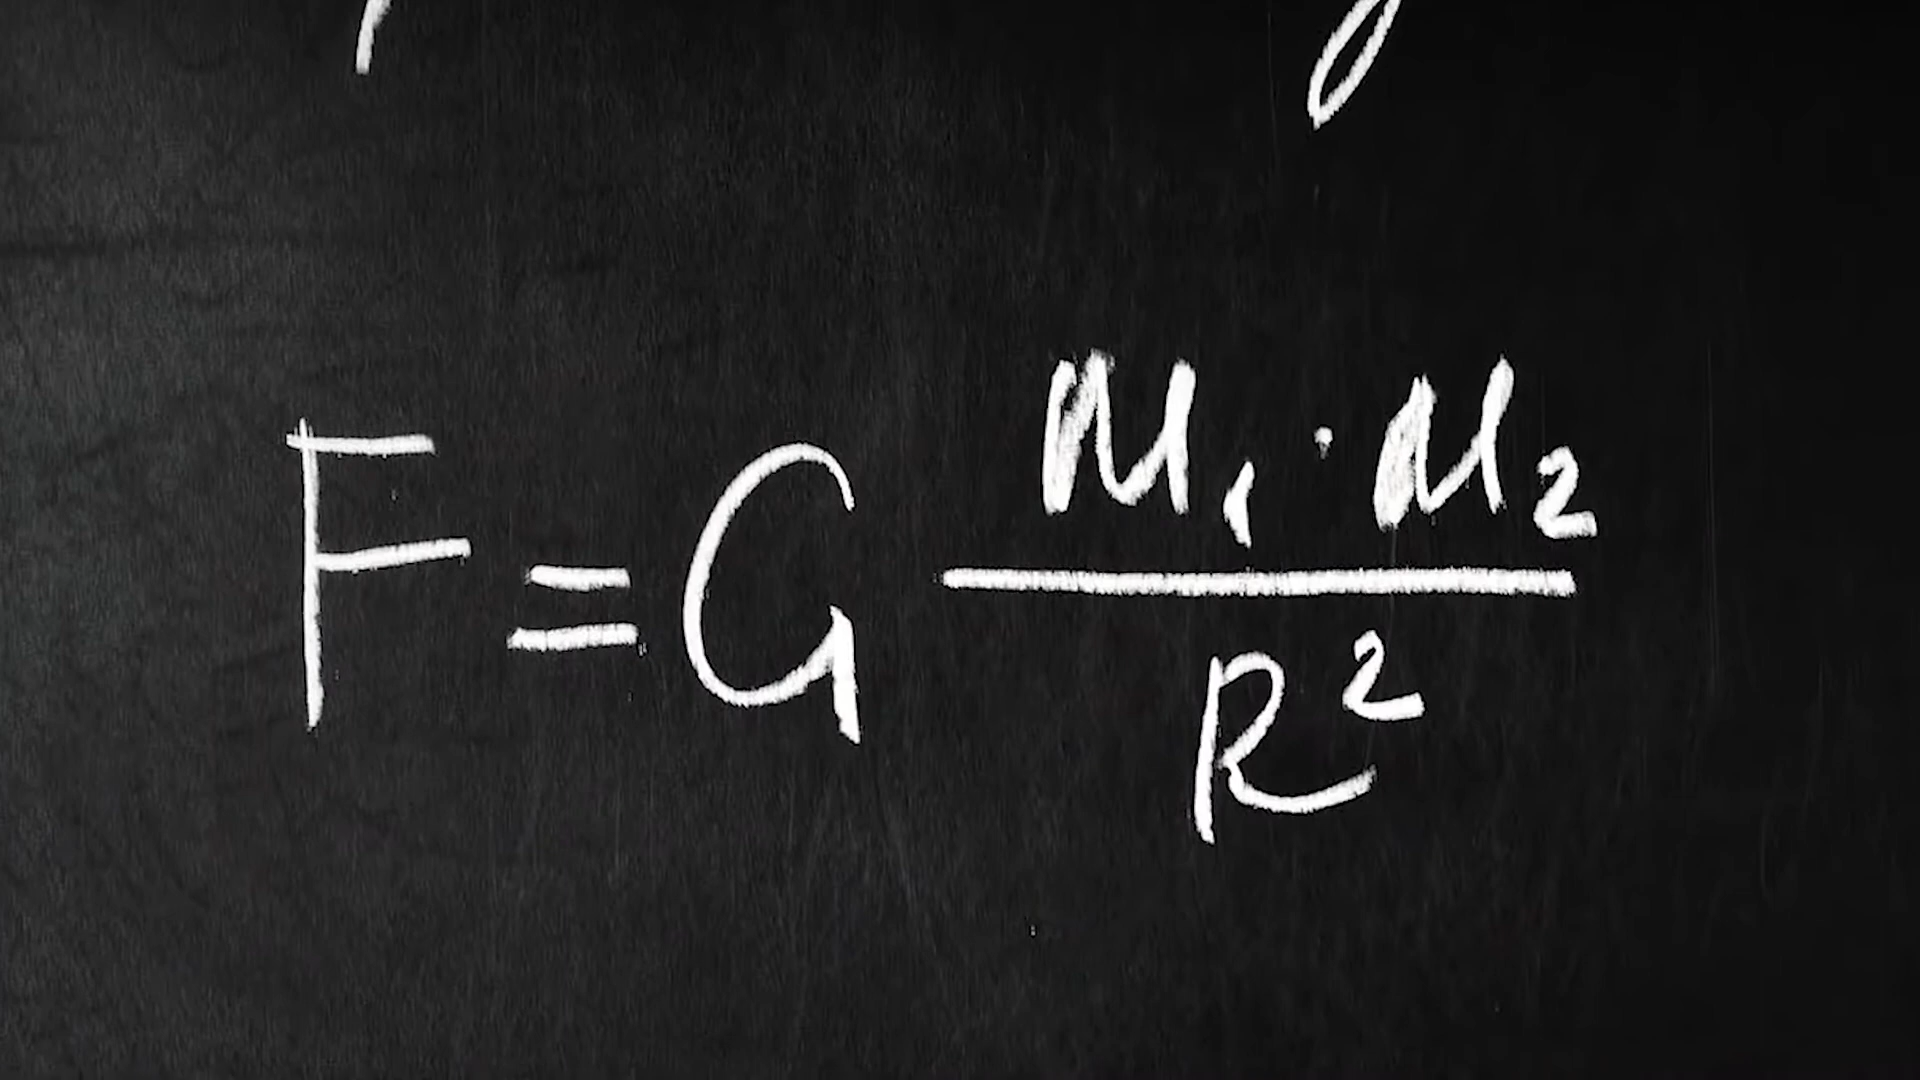 F = G M₁ · M₂ / R²